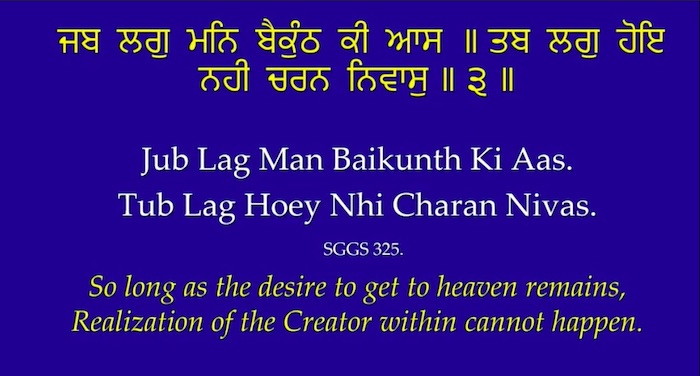 ਜਬ ਲਗੁ ਮਨਿ ਬੈਕੁੰਠ ਕੀ ਆਸ ॥ ਤਬ ਲਗੁ ਹੋਇ
ਨਹੀ ਚਰਨ ਨਿਵਾਸੁ ॥ ੩ ॥
Jub Lag Man Baikunth Ki Aas.
Tub Lag Hoey Nhi Charan Nivas.
SGGS 325.
So long as the desire to get to heaven remains,
Realization of the Creator within cannot happen.